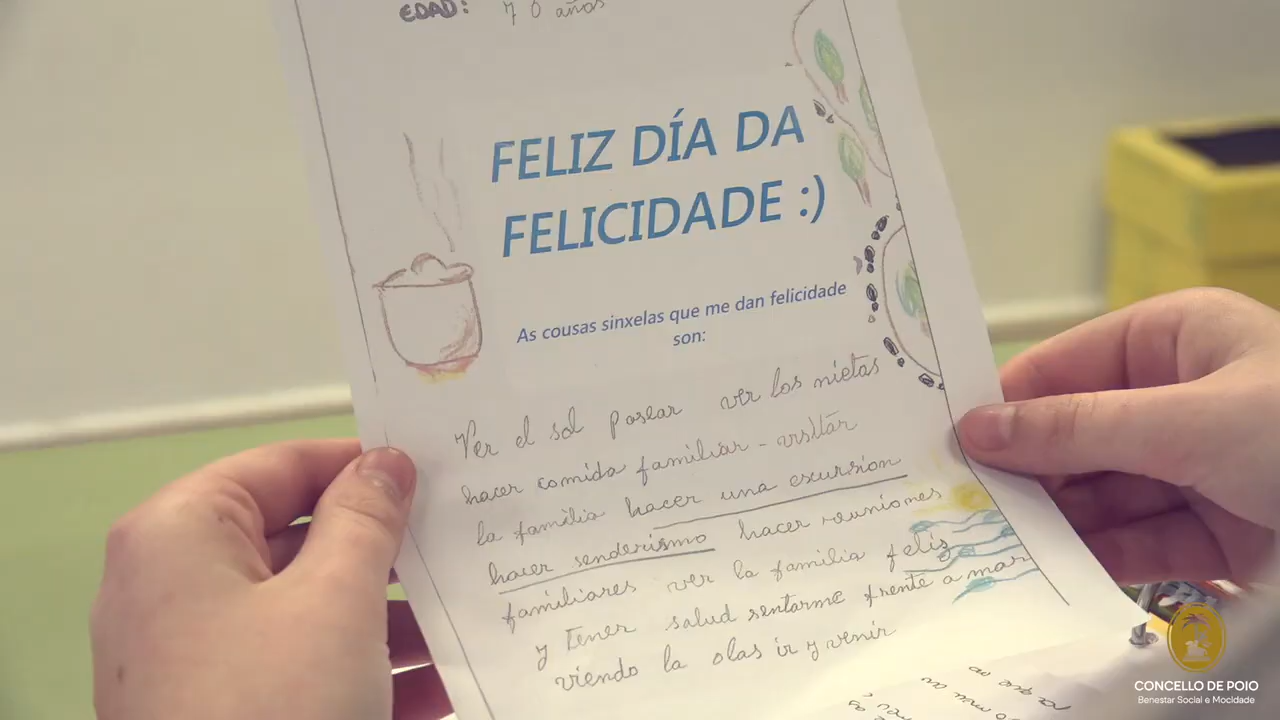 EDAD: 70 años
FELIZ DÍA DA
FELICIDADE :)
As cousas sinxelas que me dan felicidade
son:
Ver el sol pasear ver los nietas
hacer comida familiar - visitar
la familia hacer una excursion
hacer senderismo hacer reuniones
familiares ver la familia feliz
y tener salud sentarme frente a mar
viendo la olas ir y venir
CONCELLO DE POIO
Benestar Social e Mocidade